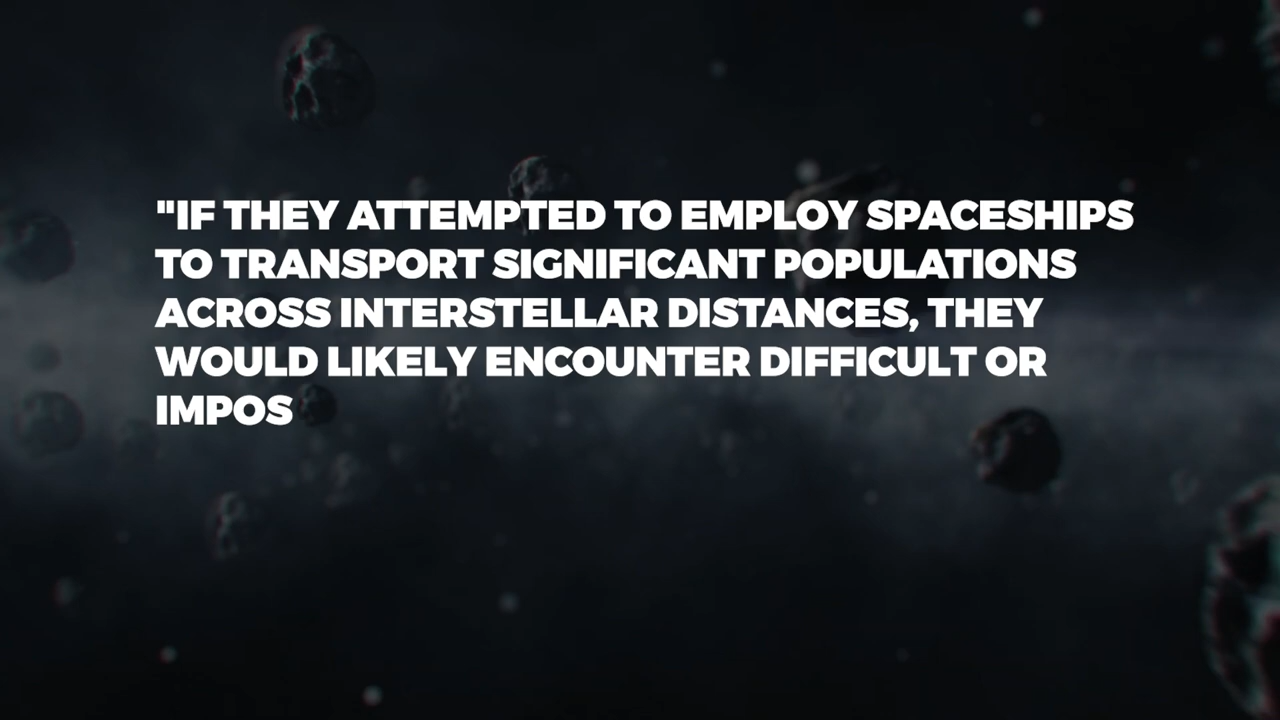 "IF THEY ATTEMPTED TO EMPLOY SPACESHIPS
TO TRANSPORT SIGNIFICANT POPULATIONS
ACROSS INTERSTELLAR DISTANCES, THEY
WOULD LIKELY ENCOUNTER DIFFICULT OR
IMPOS